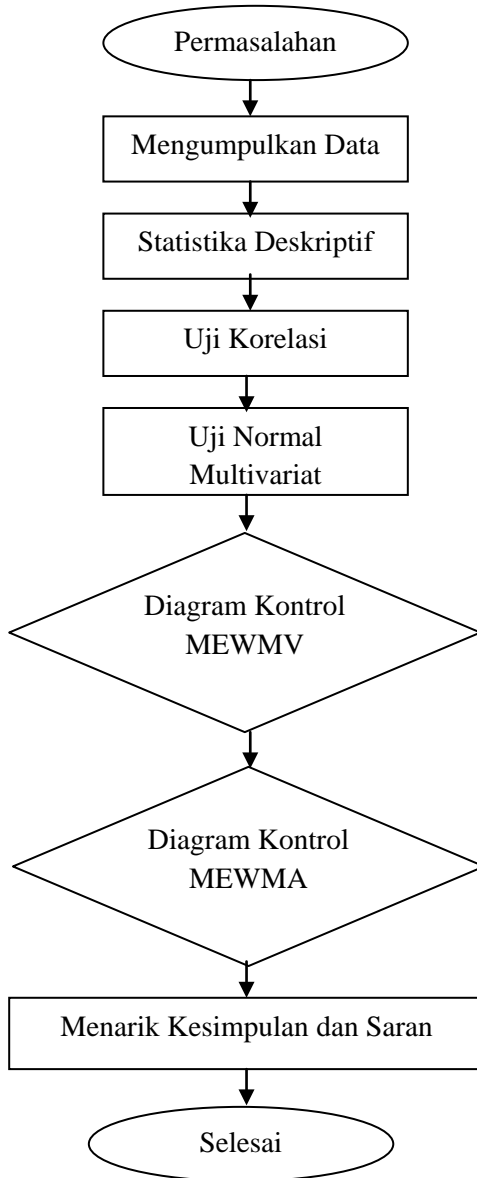 Permasalahan
Mengumpulkan Data
Statistika Deskriptif
Uji Korelasi
Uji Normal
Multivariat
Diagram Kontrol
MEWMV
Diagram Kontrol
MEWMA
Menarik Kesimpulan dan Saran
Selesai